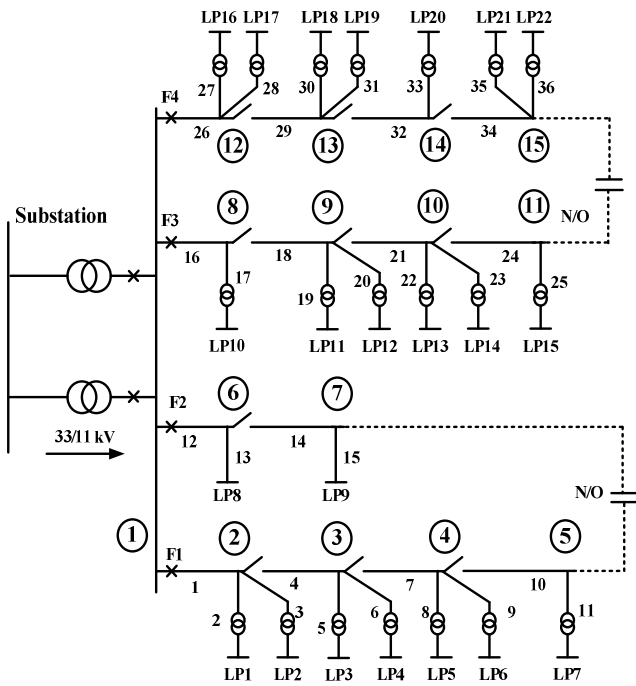 LP16 LP17 LP18 LP19 LP20 LP21 LP22
27 28 30 31 33 35 36
F4
26 29 32 34
12 13 14 15
Substation
F3 8 9 10 11 N/O
16 18 21 24
17 19 20 22 23 25
LP10 LP11 LP12 LP13 LP14 LP15
F2 6 7
33/11 kV
12 14
13 15
LP8 LP9
N/O
1 2 3 4 5
F1
1 4 7 10
2 3 5 6 8 9 11
LP1 LP2 LP3 LP4 LP5 LP6 LP7